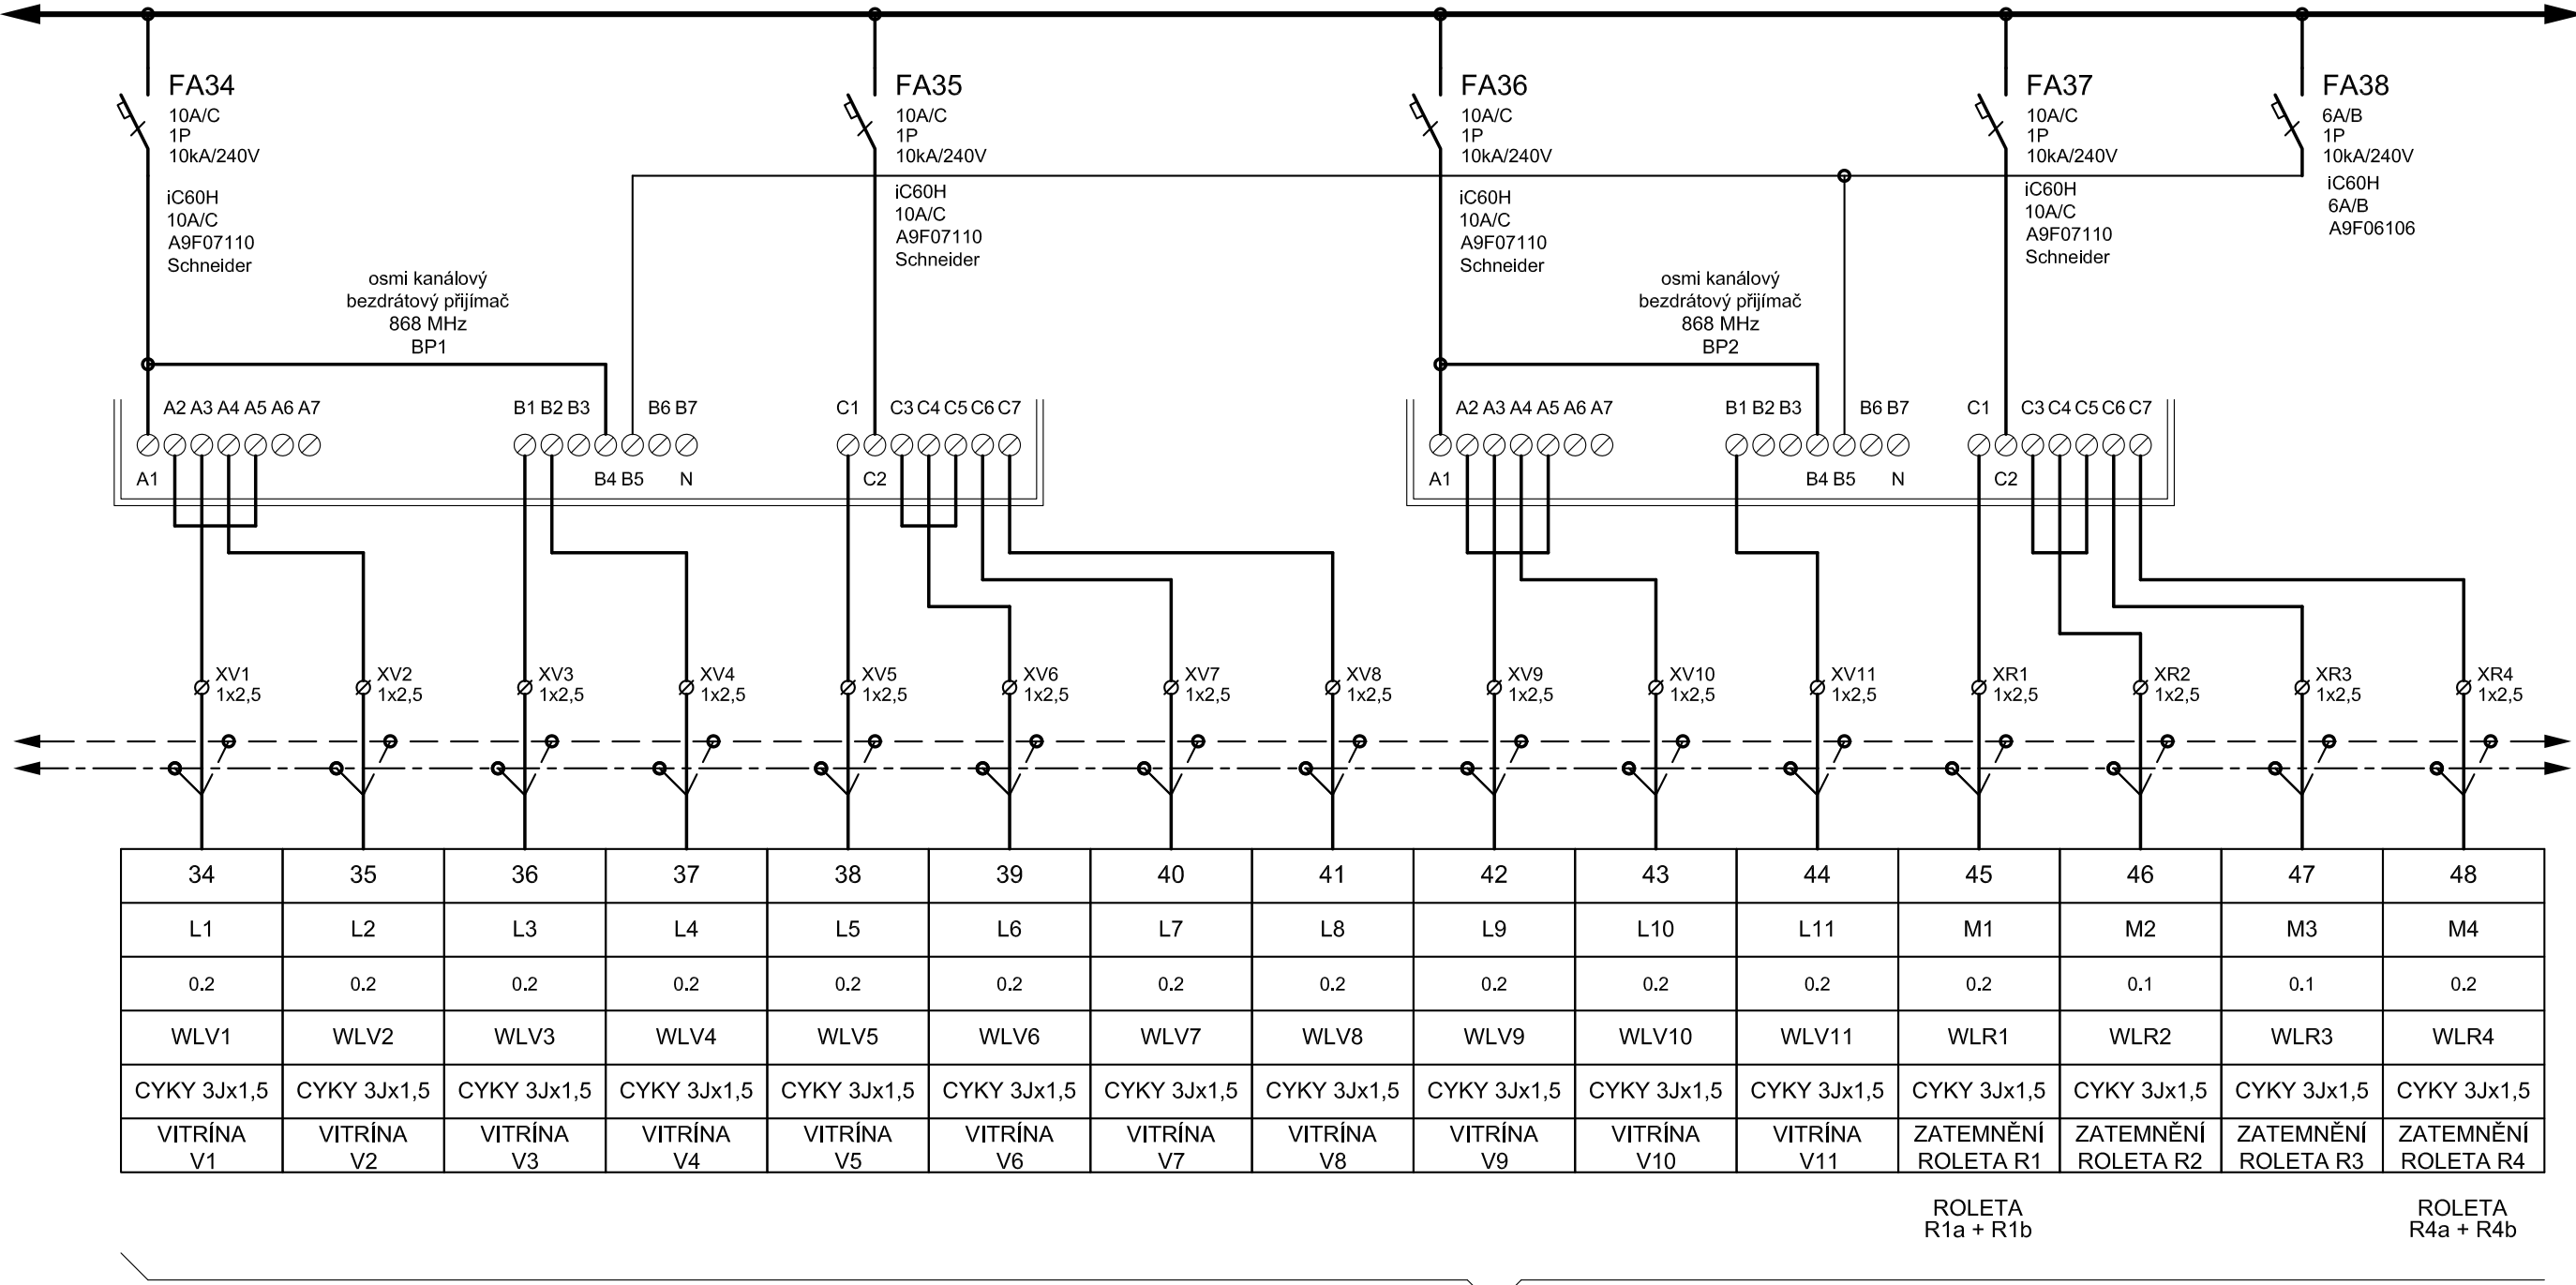 FA34
10A/C
1P
10kA/240V
iC60H
10A/C
A9F07110
Schneider
FA35
10A/C
1P
10kA/240V
iC60H
10A/C
A9F07110
Schneider
FA36
10A/C
1P
10kA/240V
iC60H
10A/C
A9F07110
Schneider
FA37
10A/C
1P
10kA/240V
iC60H
10A/C
A9F07110
Schneider
FA38
6A/B
1P
10kA/240V
iC60H
6A/B
A9F06106
osmi kanálový
bezdrátový přijímač
868 MHz
BP1
osmi kanálový
bezdrátový přijímač
868 MHz
BP2
A2 A3 A4 A5 A6 A7 B1 B2 B3 B6 B7 C1 C3 C4 C5 C6 C7
A1 B4 B5 N C2
A2 A3 A4 A5 A6 A7 B1 B2 B3 B6 B7 C1 C3 C4 C5 C6 C7
A1 B4 B5 N C2
XV1
1x2,5
XV2
1x2,5
XV3
1x2,5
XV4
1x2,5
XV5
1x2,5
XV6
1x2,5
XV7
1x2,5
XV8
1x2,5
XV9
1x2,5
XV10
1x2,5
XV11
1x2,5
XR1
1x2,5
XR2
1x2,5
XR3
1x2,5
XR4
1x2,5
34 35 36 37 38 39 40 41 42 43 44 45 46 47 48
L1 L2 L3 L4 L5 L6 L7 L8 L9 L10 L11 M1 M2 M3 M4
0.2 0.2 0.2 0.2 0.2 0.2 0.2 0.2 0.2 0.2 0.2 0.2 0.1 0.1 0.2
WLV1 WLV2 WLV3 WLV4 WLV5 WLV6 WLV7 WLV8 WLV9 WLV10 WLV11 WLR1 WLR2 WLR3 WLR4
CYKY 3Jx1,5 CYKY 3Jx1,5 CYKY 3Jx1,5 CYKY 3Jx1,5 CYKY 3Jx1,5 CYKY 3Jx1,5 CYKY 3Jx1,5 CYKY 3Jx1,5 CYKY 3Jx1,5 CYKY 3Jx1,5 CYKY 3Jx1,5 CYKY 3Jx1,5 CYKY 3Jx1,5 CYKY 3Jx1,5 CYKY 3Jx1,5
VITRÍNA VITRÍNA VITRÍNA VITRÍNA VITRÍNA VITRÍNA VITRÍNA VITRÍNA VITRÍNA VITRÍNA VITRÍNA ZATEMNĚNÍ ZATEMNĚNÍ ZATEMNĚNÍ ZATEMNĚNÍ
V1 V2 V3 V4 V5 V6 V7 V8 V9 V10 V11 ROLETA R1 ROLETA R2 ROLETA R3 ROLETA R4
ROLETA
R1a + R1b
ROLETA
R4a + R4b